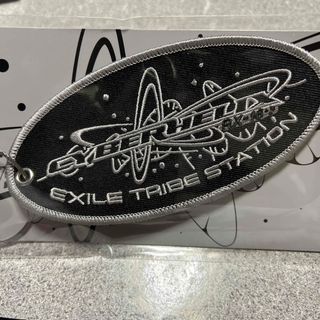 CYBERHELIX
EXILE TRIBE STATION